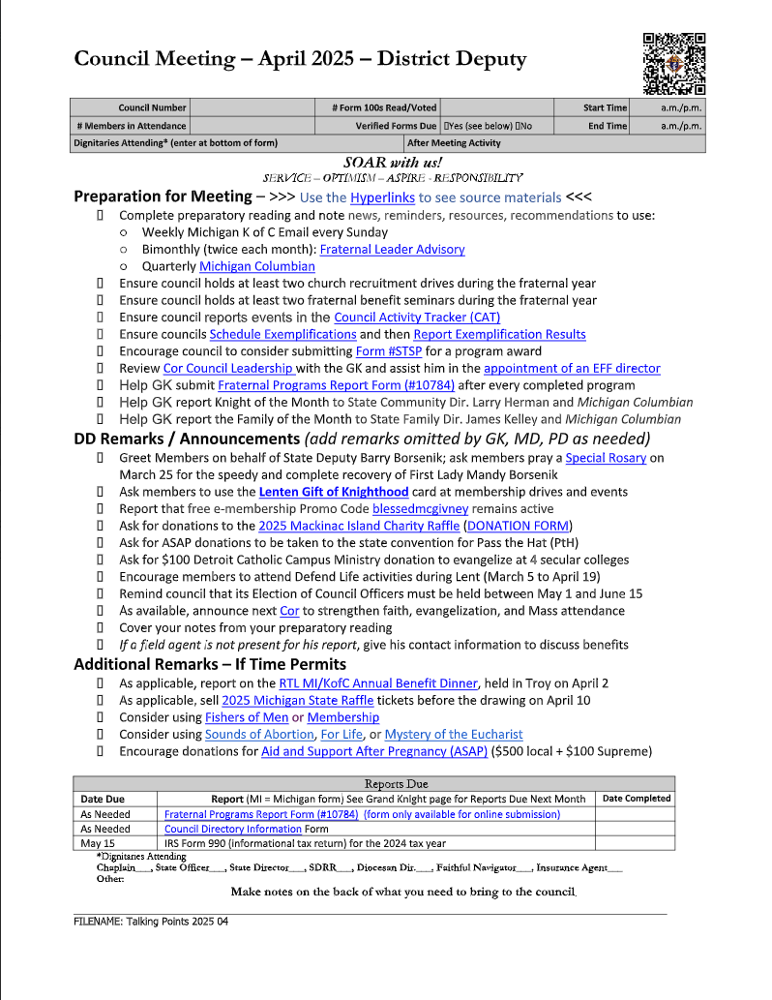 Council Meeting – April 2025 – District Deputy
Council Number # Form 100s Read/Voted Start Time a.m./p.m.
# Members in Attendance Verified Forms Due ▯Yes (see below) ▯No End Time a.m./p.m.
Dignitaries Attending* (enter at bottom of form) After Meeting Activity
SOAR with us!
SERVICE – OPTIMISM – ASPIRE - RESPONSIBILITY
Preparation for Meeting – >>> Use the Hyperlinks to see source materials <<<
▯ Complete preparatory reading and note news, reminders, resources, recommendations to use:
o Weekly Michigan K of C Email every Sunday
o Bimonthly (twice each month): Fraternal Leader Advisory
o Quarterly Michigan Columbian
▯ Ensure council holds at least two church recruitment drives during the fraternal year
▯ Ensure council holds at least two fraternal benefit seminars during the fraternal year
▯ Ensure council reports events in the Council Activity Tracker (CAT)
▯ Ensure councils Schedule Exemplifications and then Report Exemplification Results
▯ Encourage council to consider submitting Form #STSP for a program award
▯ Review Cor Council Leadership with the GK and assist him in the appointment of an EFF director
▯ Help GK submit Fraternal Programs Report Form (#10784) after every completed program
▯ Help GK report Knight of the Month to State Community Dir. Larry Herman and Michigan Columbian
▯ Help GK report the Family of the Month to State Family Dir. James Kelley and Michigan Columbian
DD Remarks / Announcements (add remarks omitted by GK, MD, PD as needed)
▯ Greet Members on behalf of State Deputy Barry Borsenik; ask members pray a Special Rosary on
March 25 for the speedy and complete recovery of First Lady Mandy Borsenik
▯ Ask members to use the Lenten Gift of Knighthood card at membership drives and events
▯ Report that free e-membership Promo Code blessedmcgivney remains active
▯ Ask for donations to the 2025 Mackinac Island Charity Raffle (DONATION FORM)
▯ Ask for ASAP donations to be taken to the state convention for Pass the Hat (PtH)
▯ Ask for $100 Detroit Catholic Campus Ministry donation to evangelize at 4 secular colleges
▯ Encourage members to attend Defend Life activities during Lent (March 5 to April 19)
▯ Remind council that its Election of Council Officers must be held between May 1 and June 15
▯ As available, announce next Cor to strengthen faith, evangelization, and Mass attendance
▯ Cover your notes from your preparatory reading
▯ If a field agent is not present for his report, give his contact information to discuss benefits
Additional Remarks – If Time Permits
▯ As applicable, report on the RTL MI/KofC Annual Benefit Dinner, held in Troy on April 2
▯ As applicable, sell 2025 Michigan State Raffle tickets before the drawing on April 10
▯ Consider using Fishers of Men or Membership
▯ Consider using Sounds of Abortion, For Life, or Mystery of the Eucharist
▯ Encourage donations for Aid and Support After Pregnancy (ASAP) ($500 local + $100 Supreme)
Reports Due
Date Due Report (MI = Michigan form) See Grand Knight page for Reports Due Next Month Date Completed
As Needed Fraternal Programs Report Form (#10784) (form only available for online submission)
As Needed Council Directory Information Form
May 15 IRS Form 990 (informational tax return) for the 2024 tax year
*Dignitaries Attending
Chaplain___, State Officer___, State Director___, SDRR___, Diocesan Dir.___, Faithful Navigator___, Insurance Agent___
Other:
Make notes on the back of what you need to bring to the council.
FILENAME: Talking Points 2025 04